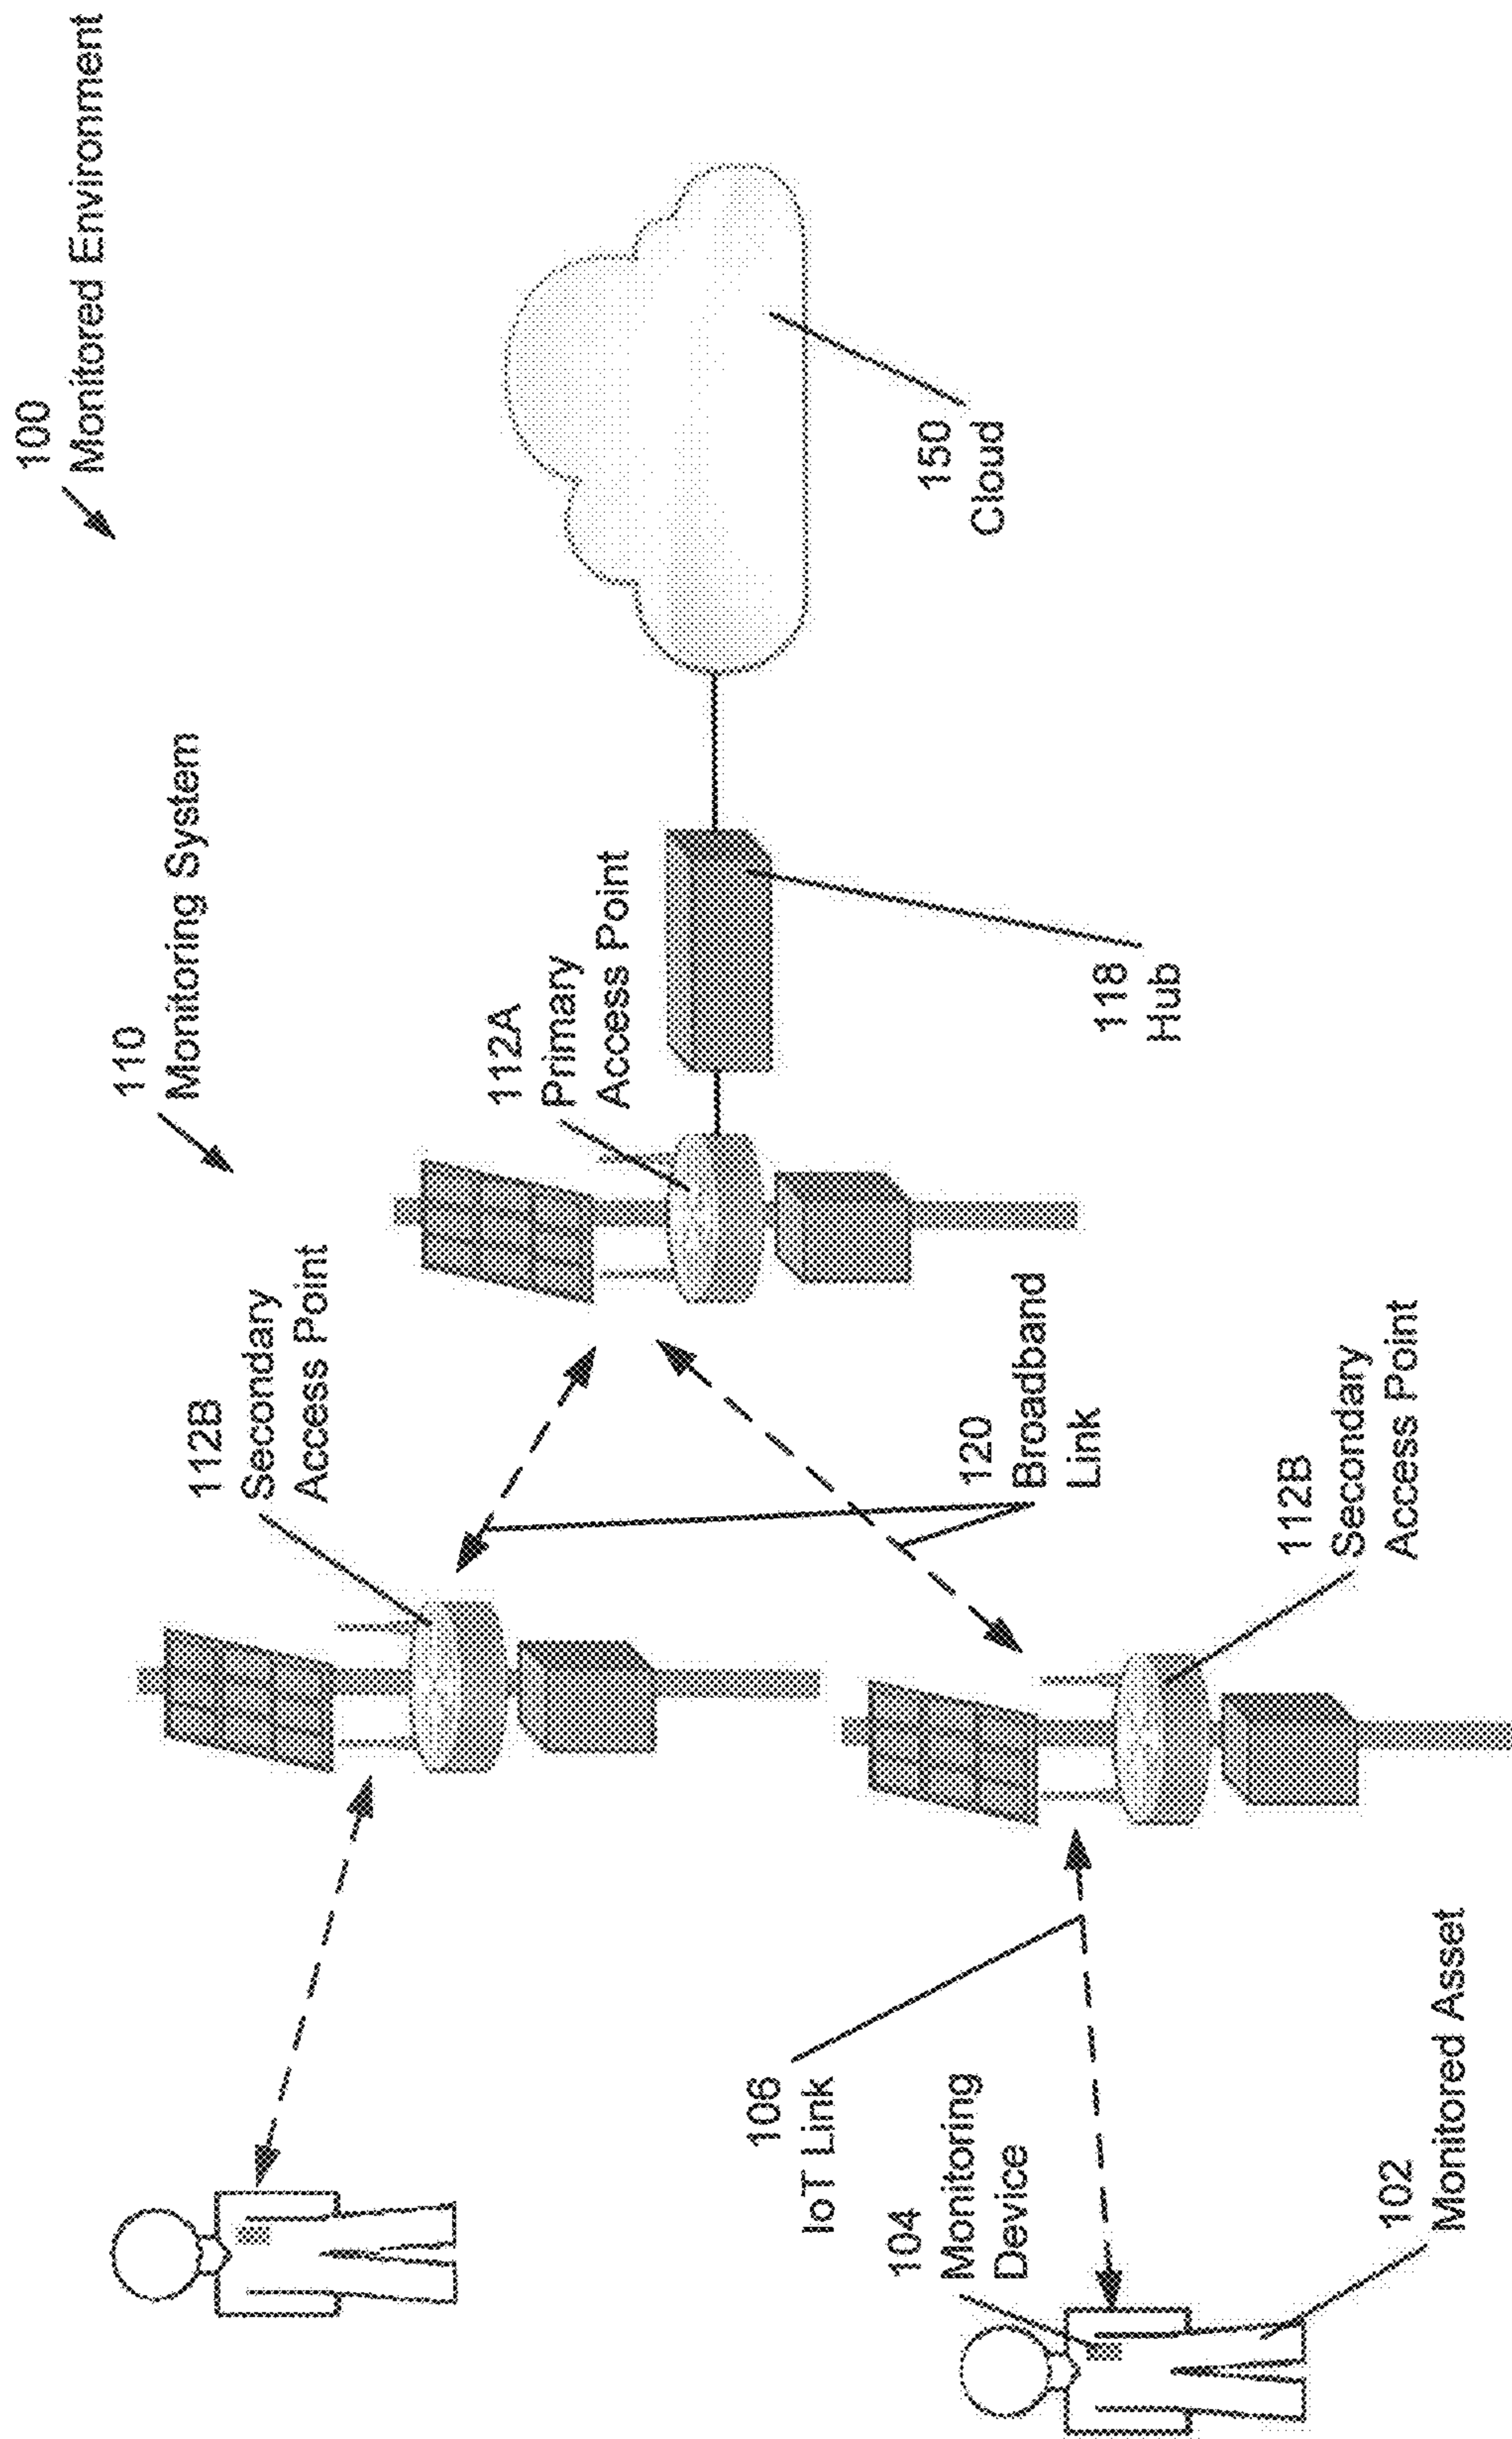 100
Monitored Environment
110
Monitoring System
112B
Secondary
Access Point
112A
Primary
Access Point
106
IoT Link
104
Monitoring
Device
120
Broadband
Link
118
Hub
150
Cloud
112B
Secondary
Access Point
102
Monitored Asset